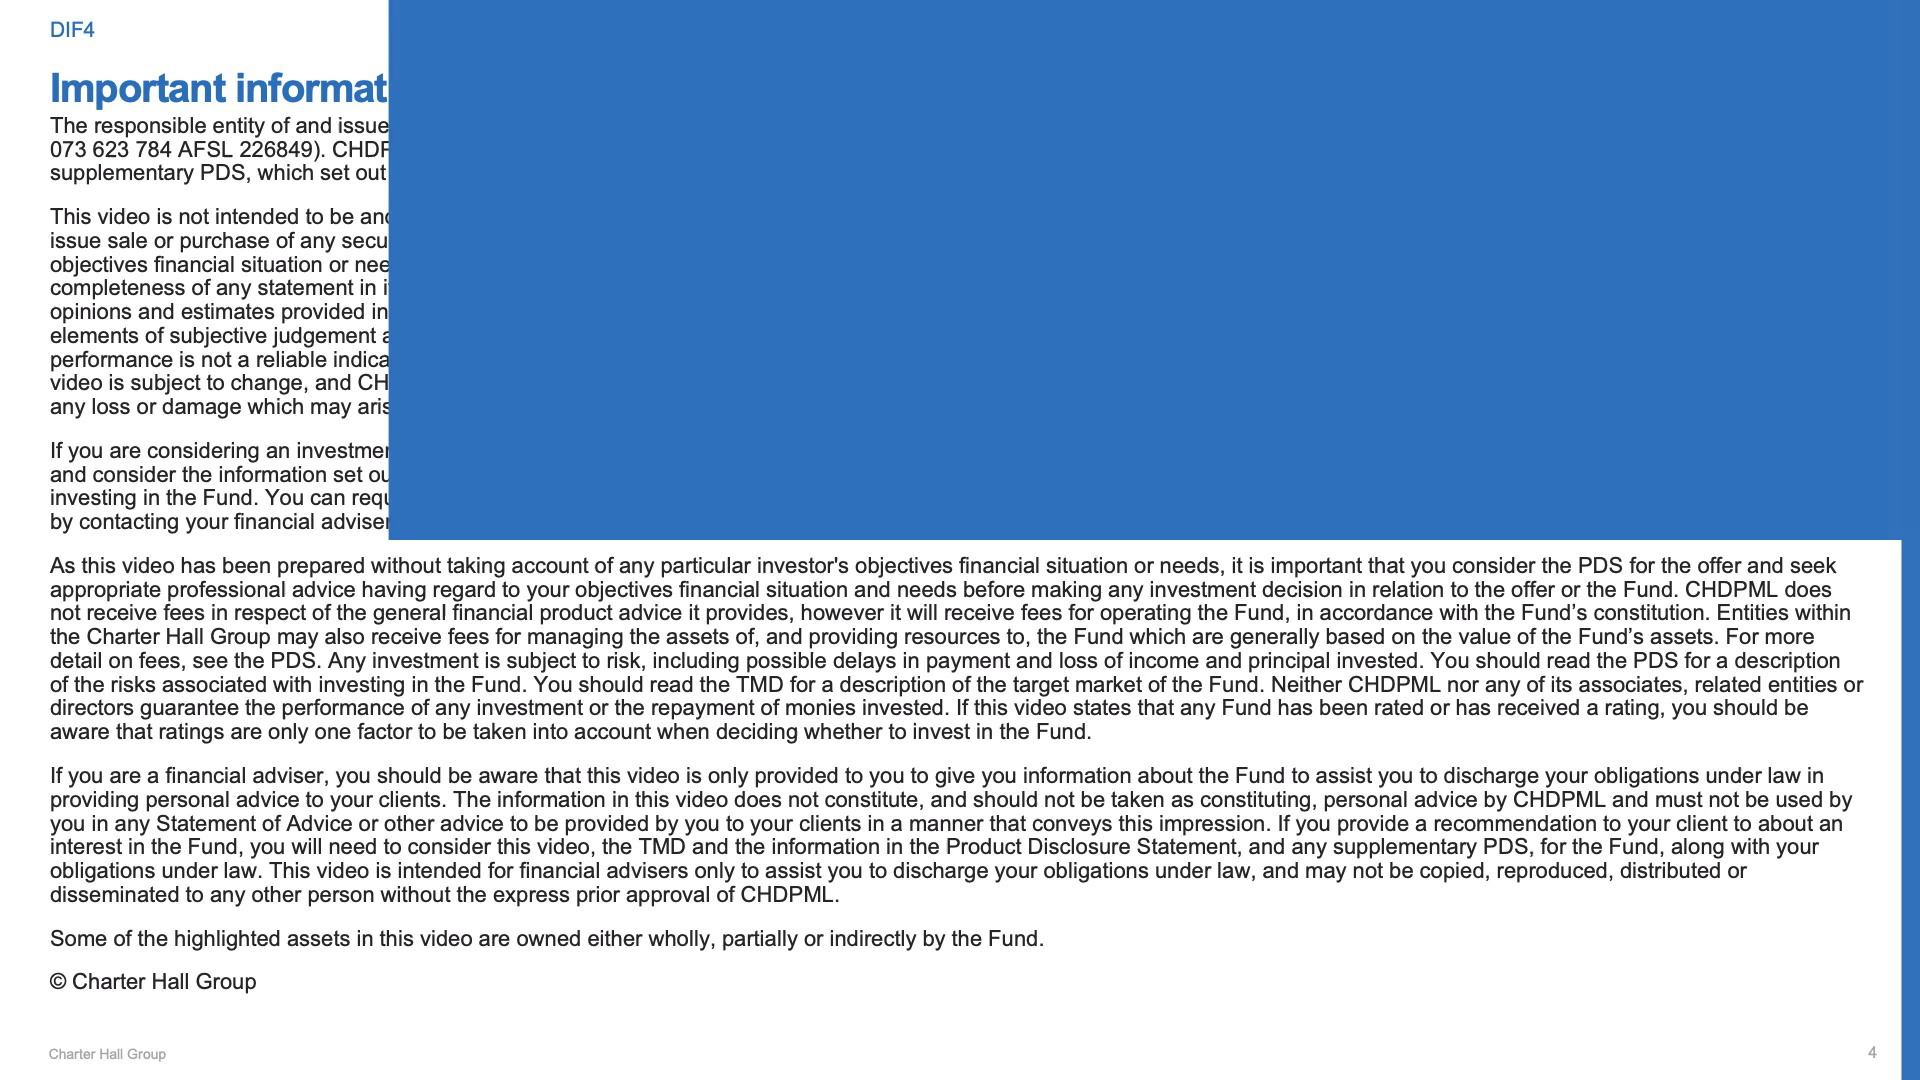 DIF4
Important informat
The responsible entity of and issue
073 623 784 AFSL 226849). CHDP
supplementary PDS, which set out
This video is not intended to be and
issue sale or purchase of any secu
objectives financial situation or nee
completeness of any statement in i
opinions and estimates provided in
elements of subjective judgement a
performance is not a reliable indica
video is subject to change, and CH
any loss or damage which may aris
If you are considering an investmen
and consider the information set ou
investing in the Fund. You can requ
by contacting your financial adviser
As this video has been prepared without taking account of any particular investor's objectives financial situation or needs, it is important that you consider the PDS for the offer and seek
appropriate professional advice having regard to your objectives financial situation and needs before making any investment decision in relation to the offer or the Fund. CHDPML does
not receive fees in respect of the general financial product advice it provides, however it will receive fees for operating the Fund, in accordance with the Fund’s constitution. Entities within
the Charter Hall Group may also receive fees for managing the assets of, and providing resources to, the Fund which are generally based on the value of the Fund’s assets. For more
detail on fees, see the PDS. Any investment is subject to risk, including possible delays in payment and loss of income and principal invested. You should read the PDS for a description
of the risks associated with investing in the Fund. You should read the TMD for a description of the target market of the Fund. Neither CHDPML nor any of its associates, related entities or
directors guarantee the performance of any investment or the repayment of monies invested. If this video states that any Fund has been rated or has received a rating, you should be
aware that ratings are only one factor to be taken into account when deciding whether to invest in the Fund.
If you are a financial adviser, you should be aware that this video is only provided to you to give you information about the Fund to assist you to discharge your obligations under law in
providing personal advice to your clients. The information in this video does not constitute, and should not be taken as constituting, personal advice by CHDPML and must not be used by
you in any Statement of Advice or other advice to be provided by you to your clients in a manner that conveys this impression. If you provide a recommendation to your client to about an
interest in the Fund, you will need to consider this video, the TMD and the information in the Product Disclosure Statement, and any supplementary PDS, for the Fund, along with your
obligations under law. This video is intended for financial advisers only to assist you to discharge your obligations under law, and may not be copied, reproduced, distributed or
disseminated to any other person without the express prior approval of CHDPML.
Some of the highlighted assets in this video are owned either wholly, partially or indirectly by the Fund.
© Charter Hall Group
Charter Hall Group
4